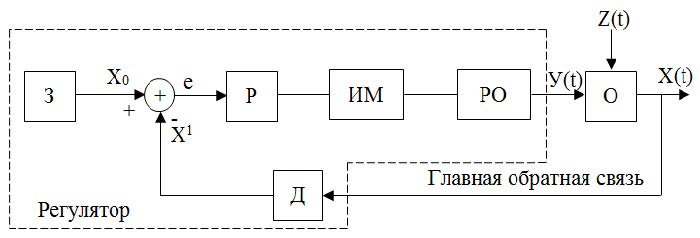 Z(t)
X₀
e
У(t)
X(t)
З
+
Р
ИМ
РО
О
+
-
X¹
Главная обратная связь
Д
Регулятор